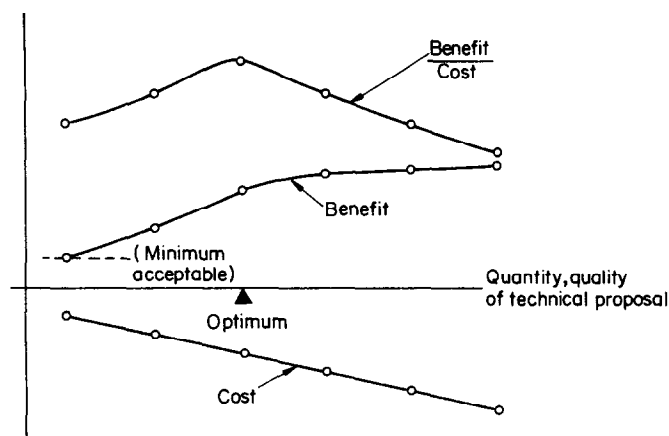 Benefit
Cost
Benefit
(Minimum
acceptable)
Quantity, quality
of technical proposal
Optimum
Cost